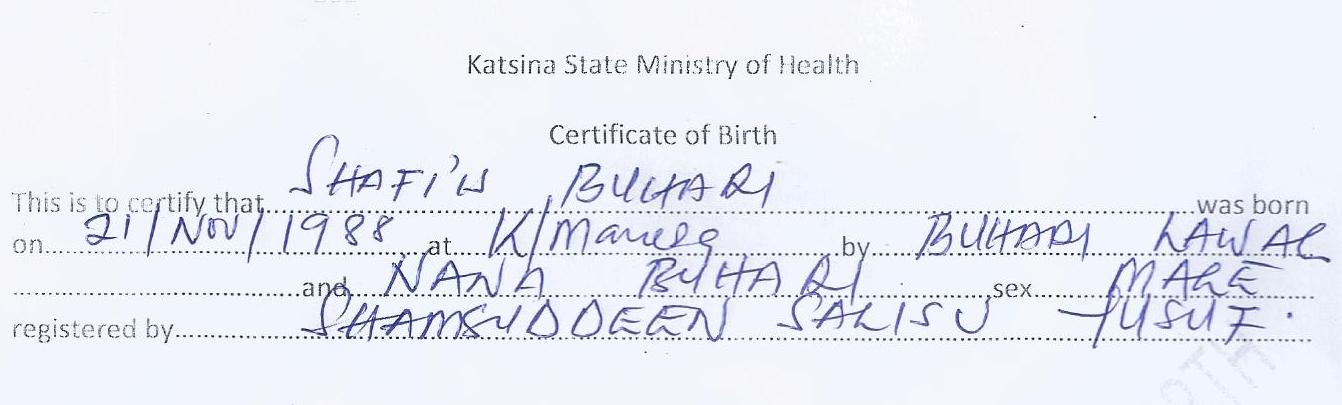 Katsina State Ministry of Health
Certificate of Birth
This is to certify that SHAFI'U BUHARI was born
on 21/NOV/1988 at K/Marusa by BUHARI LAWAL
and NANA BUHARI sex MALE
registered by SHAMSUDDEEN SALISU YUSUF.